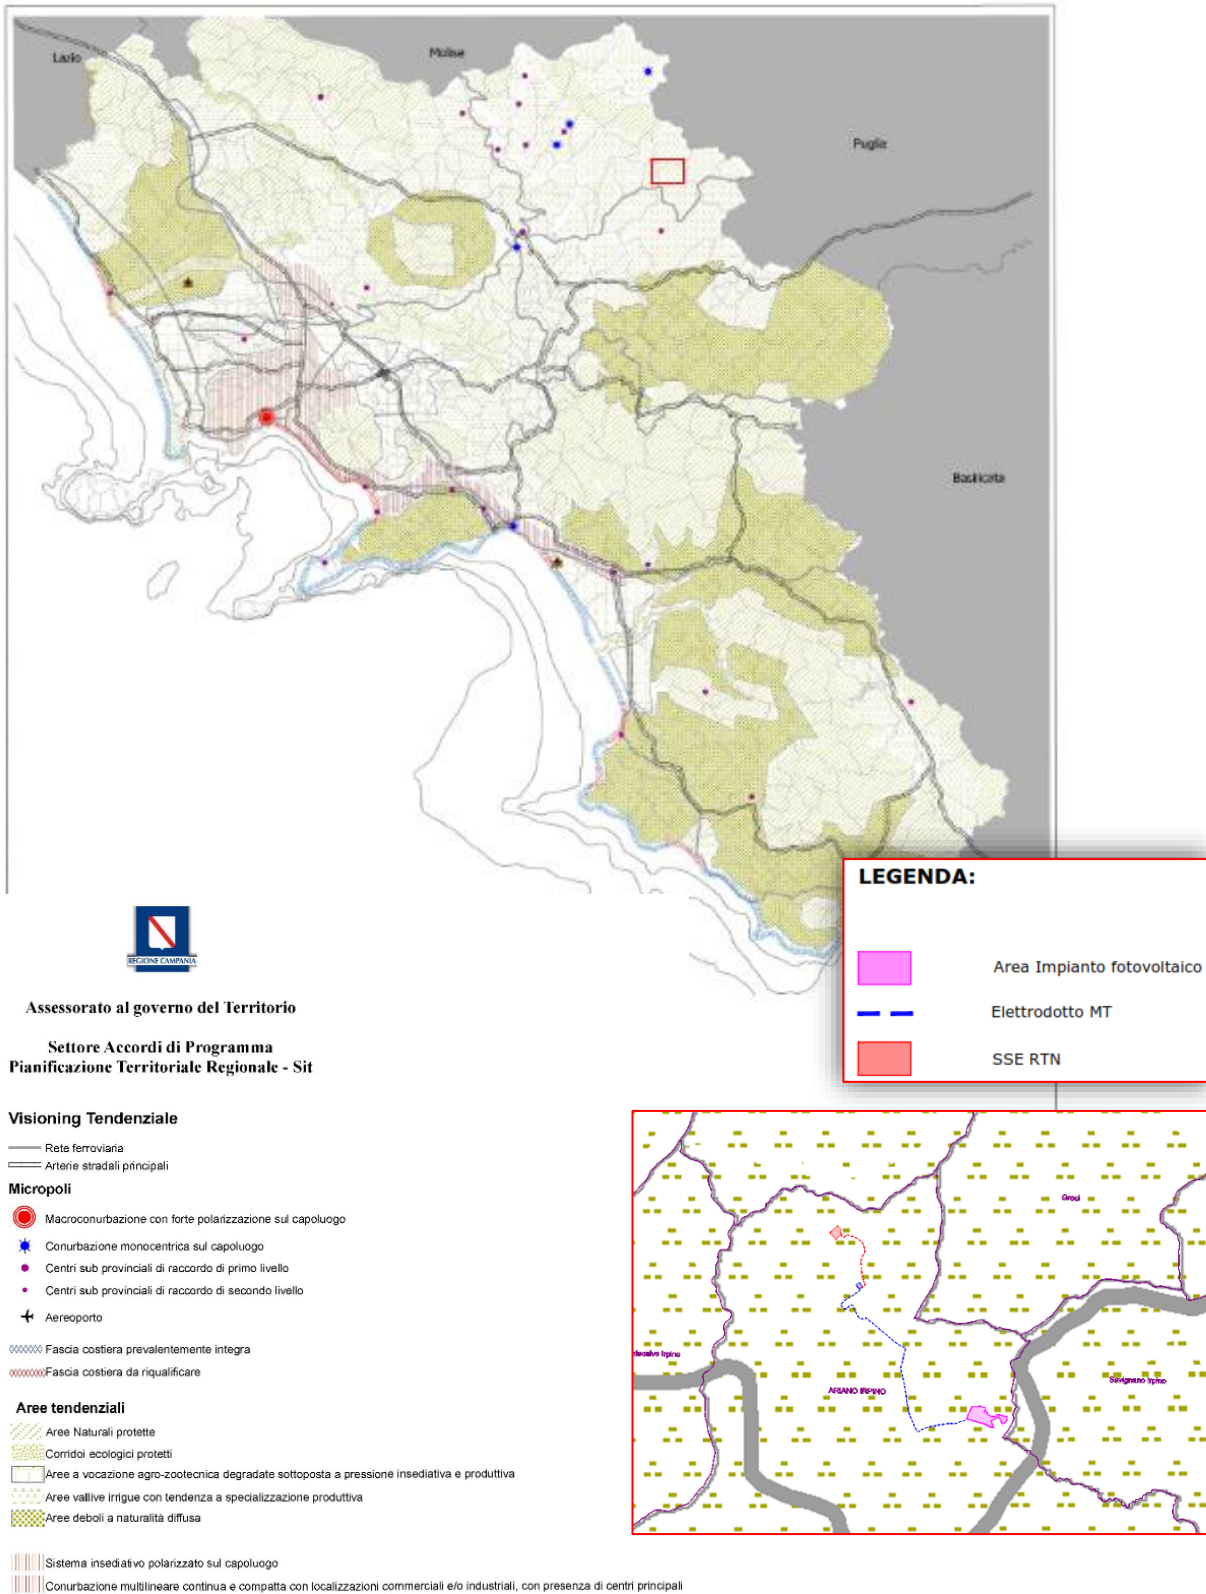 Lazio
Molise
Puglia
Basilicata
LEGENDA:
Area Impianto fotovoltaico
Elettrodotto MT
SSE RTN
REGIONE CAMPANIA
Assessorato al governo del Territorio
Settore Accordi di Programma
Pianificazione Territoriale Regionale - Sit
Visioning Tendenziale
Rete ferroviaria
Arterie stradali principali
Micropoli
Macroconurbazione con forte polarizzazione sul capoluogo
Conurbazione monocentrica sul capoluogo
Centri sub provinciali di raccordo di primo livello
Centri sub provinciali di raccordo di secondo livello
Aereoporto
Fascia costiera prevalentemente integra
Fascia costiera da riqualificare
Aree tendenziali
Aree Naturali protette
Corridoi ecologici protetti
Aree a vocazione agro-zootecnica degradate sottoposta a pressione insediativa e produttiva
Aree vallive irrigue con tendenza a specializzazione produttiva
Aree deboli a naturalità diffusa
Sistema insediativo polarizzato sul capoluogo
Conurbazione multilineare continua e compatta con localizzazioni commerciali e/o industriali, con presenza di centri principali
Greci
Irpino
Savignano Irpino
ARIANO IRPINO